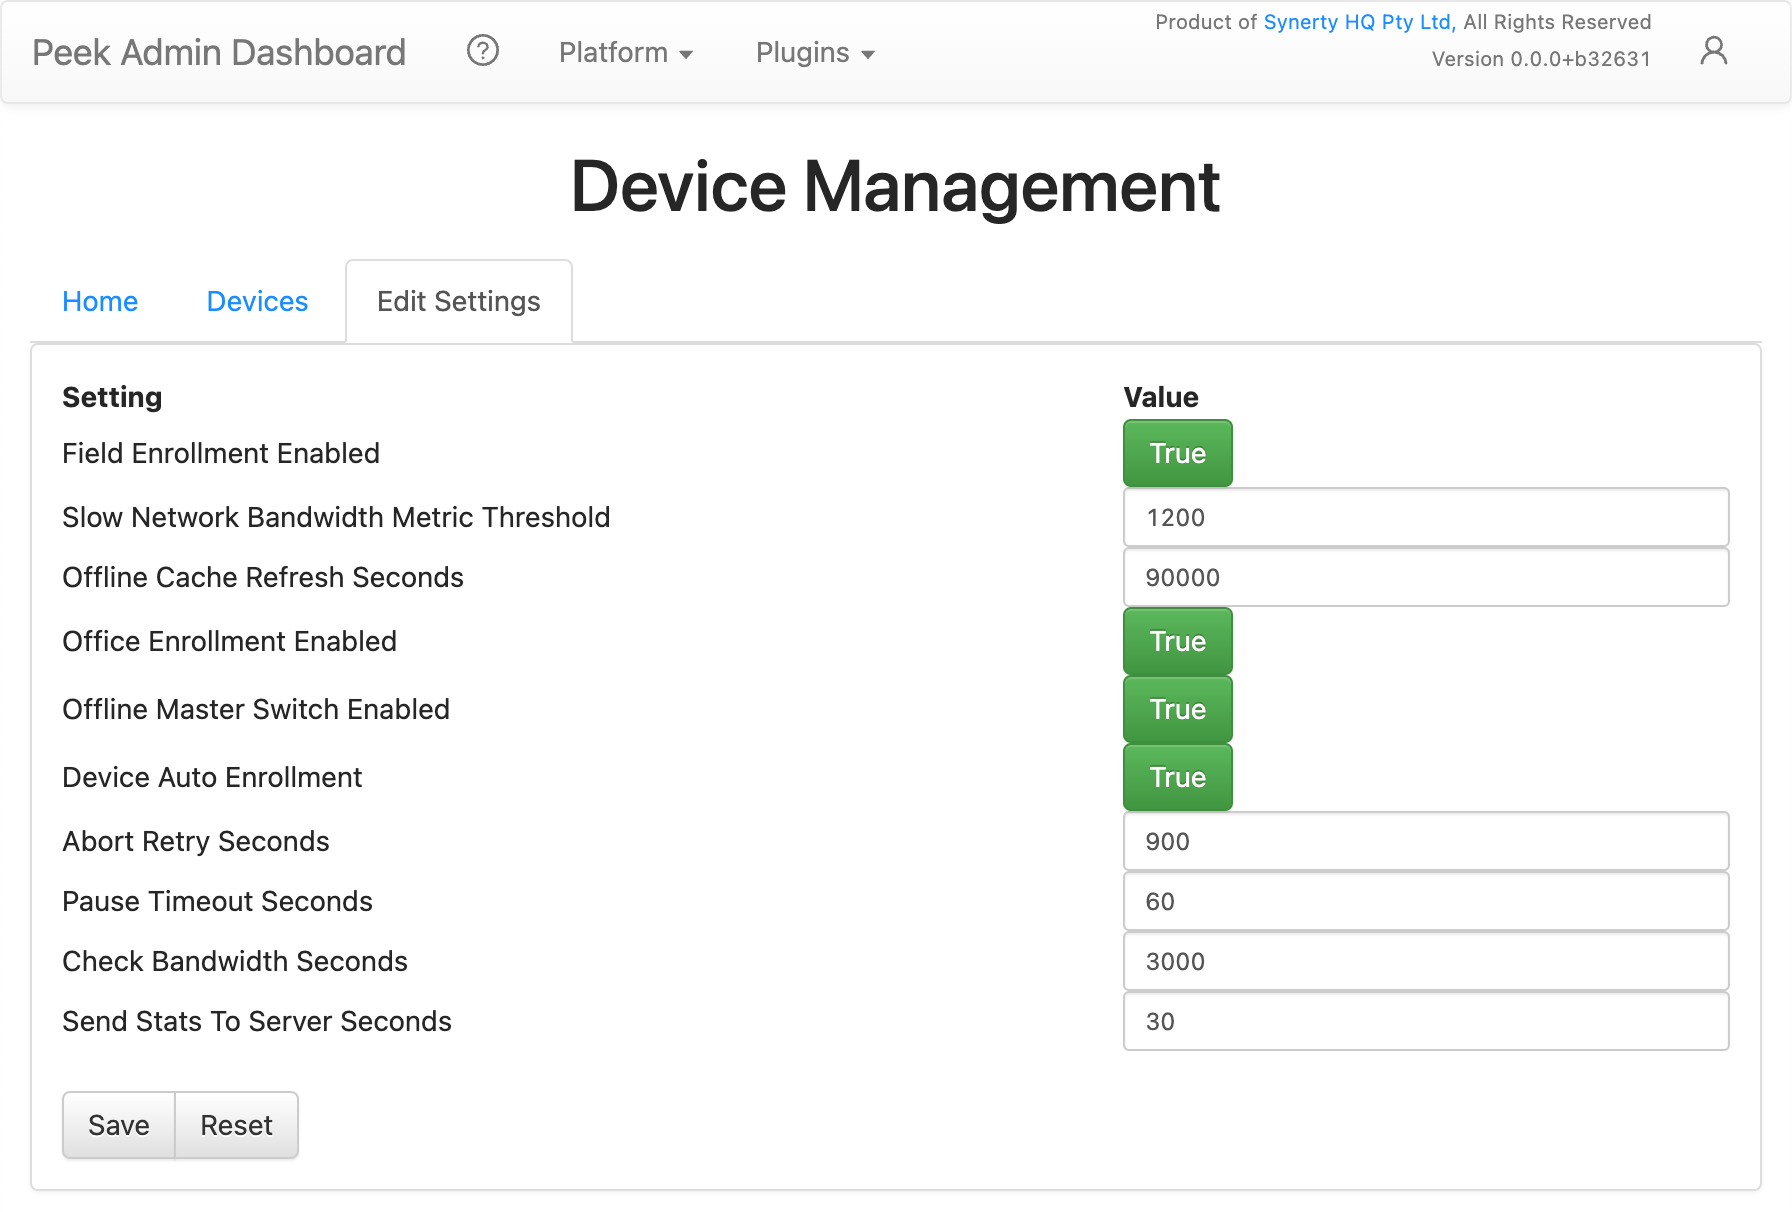 Peek Admin Dashboard
?
Platform
Plugins
Product of Synerty HQ Pty Ltd, All Rights Reserved
Version 0.0.0+b32631
Device Management
Home
Devices
Edit Settings
Setting Value
Field Enrollment Enabled True
Slow Network Bandwidth Metric Threshold 1200
Offline Cache Refresh Seconds 90000
Office Enrollment Enabled True
Offline Master Switch Enabled True
Device Auto Enrollment True
Abort Retry Seconds 900
Pause Timeout Seconds 60
Check Bandwidth Seconds 3000
Send Stats To Server Seconds 30
Save Reset